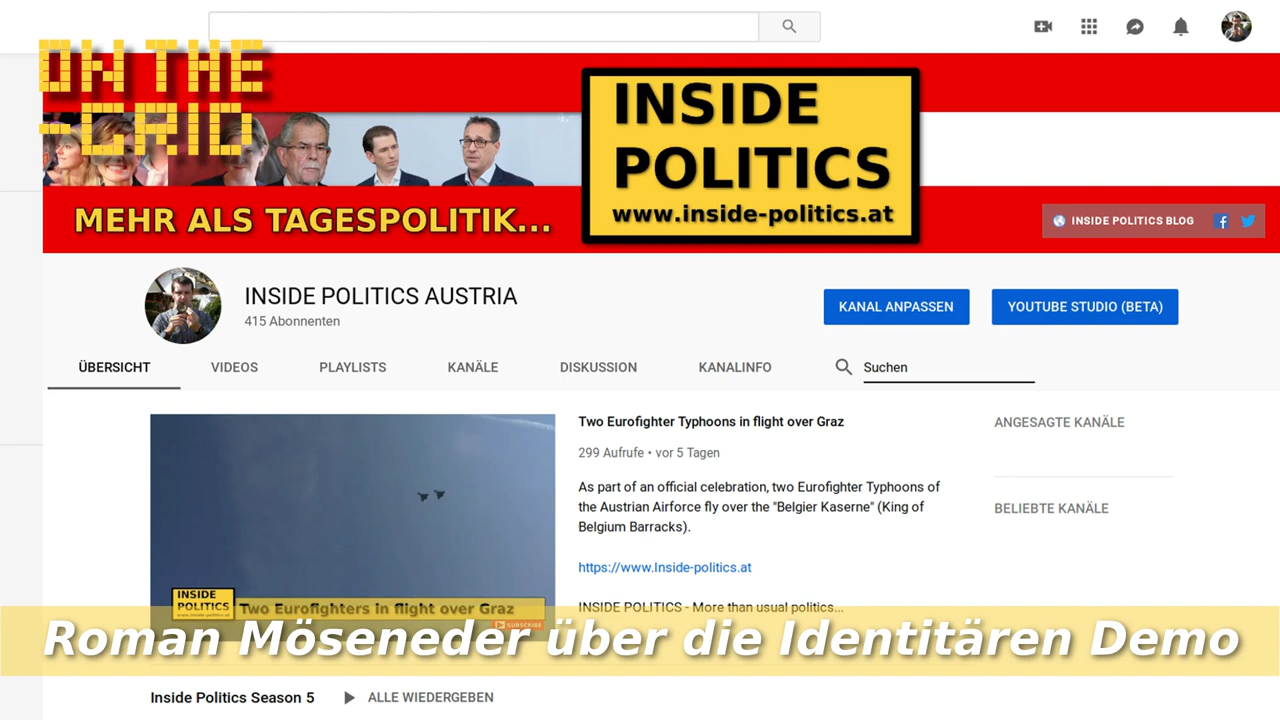 ON THE
-GRID
INSIDE
POLITICS
www.inside-politics.at
MEHR ALS TAGESPOLITIK...
INSIDE POLITICS BLOG
INSIDE POLITICS AUSTRIA
415 Abonnenten
KANAL ANPASSEN
YOUTUBE STUDIO (BETA)
ÜBERSICHT VIDEOS PLAYLISTS KANÄLE DISKUSSION KANALINFO Suchen
Two Eurofighter Typhoons in flight over Graz
299 Aufrufe • vor 5 Tagen
As part of an official celebration, two Eurofighter Typhoons of
the Austrian Airforce fly over the "Belgier Kaserne" (King of
Belgium Barracks).
https://www.Inside-politics.at
INSIDE POLITICS - More than usual politics...
ANGESAGTE KANÄLE
BELIEBTE KANÄLE
INSIDE
POLITICS
www.inside-politics.at
Two Eurofighters in flight over Graz
SUBSCRIBE
Roman Möseneder über die Identitären Demo
Inside Politics Season 5 ALLE WIEDERGEBEN